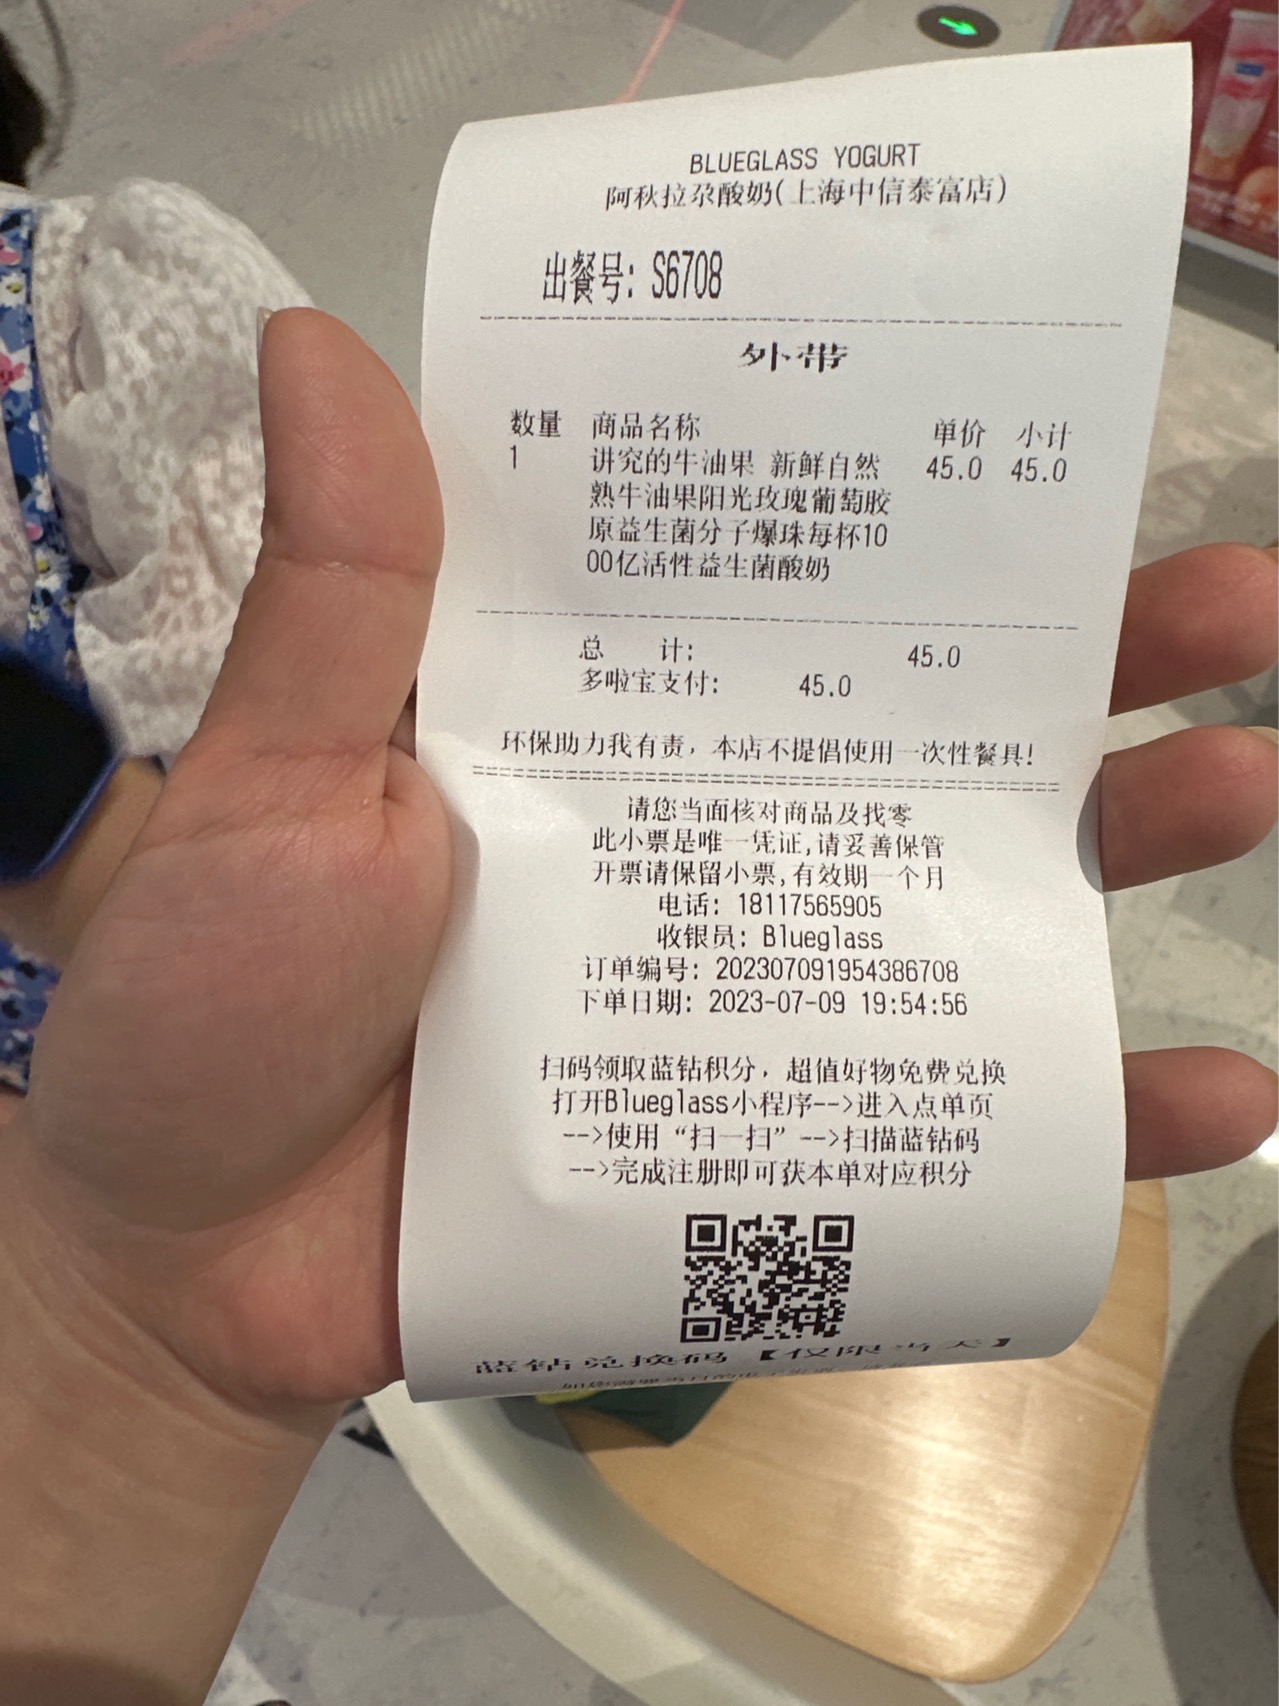 BLUEGLASS YOGURT
阿秋拉尕酸奶(上海中信泰富店)
出餐号: S6708
外带
数量 商品名称 单价 小计
1 讲究的牛油果 新鲜自然 45.0 45.0
熟牛油果阳光玫瑰葡萄胶
原益生菌分子爆珠每杯10
00亿活性益生菌酸奶
总 计: 45.0
多啦宝支付: 45.0
环保助力我有责，本店不提倡使用一次性餐具!
请您当面核对商品及找零
此小票是唯一凭证,请妥善保管
开票请保留小票,有效期一个月
电话: 18117565905
收银员: Blueglass
订单编号: 202307091954386708
下单日期: 2023-07-09 19:54:56
扫码领取蓝钻积分，超值好物免费兑换
打开Blueglass小程序-->进入点单页
-->使用“扫一扫”-->扫描蓝钻码
-->完成注册即可获本单对应积分
蓝钻兑换码【仅限当天】